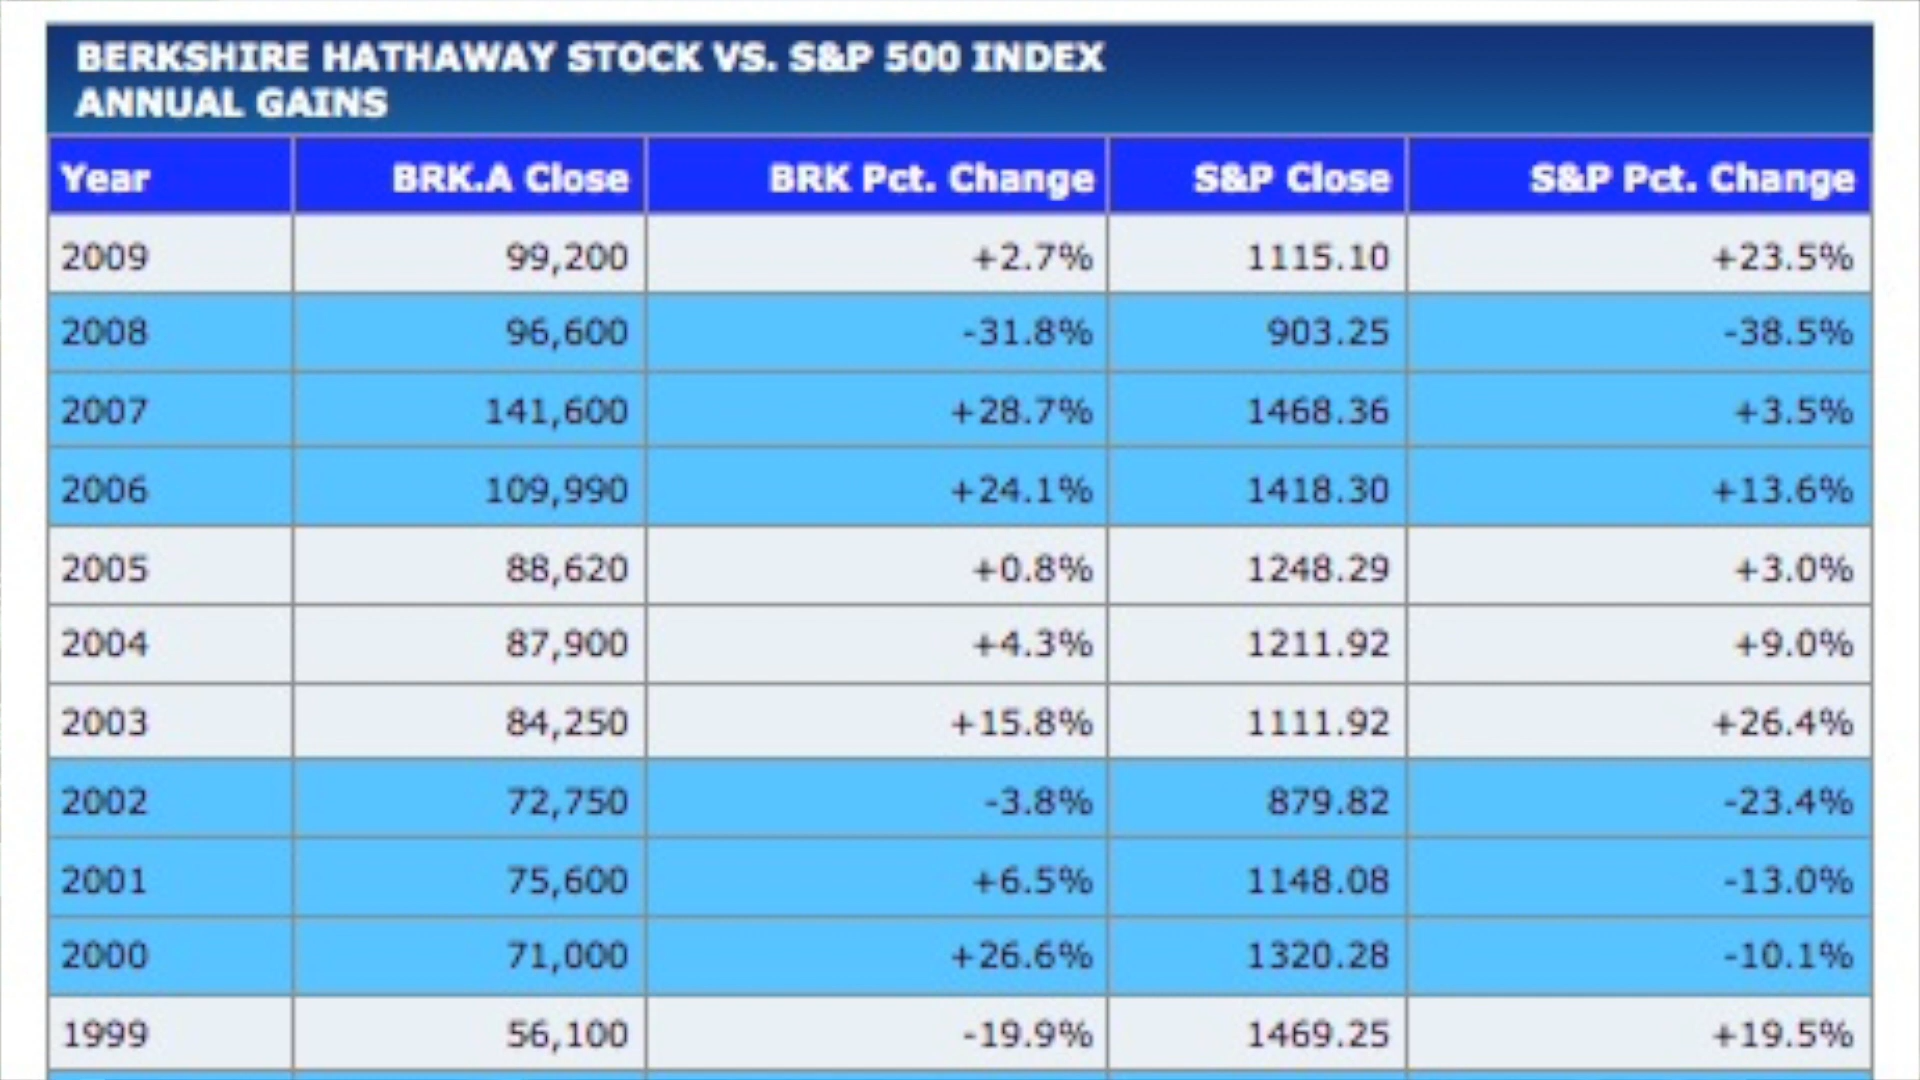 BERKSHIRE HATHAWAY STOCK VS. S&P 500 INDEX
ANNUAL GAINS
Year BRK.A Close BRK Pct. Change S&P Close S&P Pct. Change
2009 99,200 +2.7% 1115.10 +23.5%
2008 96,600 -31.8% 903.25 -38.5%
2007 141,600 +28.7% 1468.36 +3.5%
2006 109,990 +24.1% 1418.30 +13.6%
2005 88,620 +0.8% 1248.29 +3.0%
2004 87,900 +4.3% 1211.92 +9.0%
2003 84,250 +15.8% 1111.92 +26.4%
2002 72,750 -3.8% 879.82 -23.4%
2001 75,600 +6.5% 1148.08 -13.0%
2000 71,000 +26.6% 1320.28 -10.1%
1999 56,100 -19.9% 1469.25 +19.5%